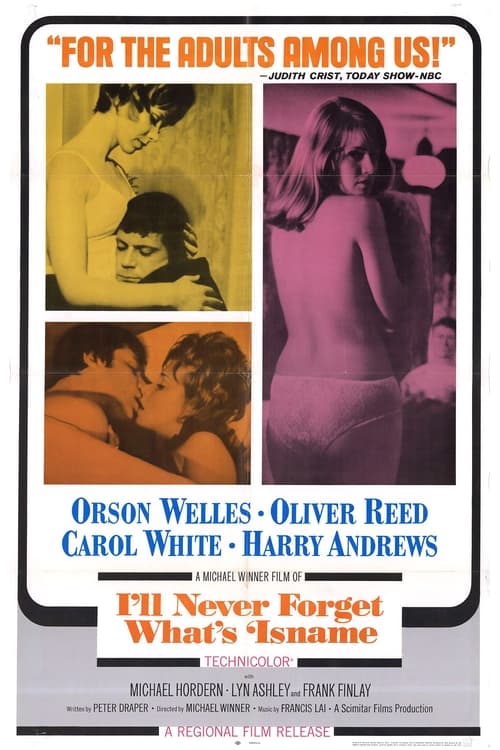 "FOR THE ADULTS AMONG US!"
—JUDITH CRIST, TODAY SHOW-NBC
ORSON WELLES · OLIVER REED
CAROL WHITE · HARRY ANDREWS
A MICHAEL WINNER FILM OF
I'll Never Forget
What's 'Isname
TECHNICOLOR®
with
MICHAEL HORDERN · LYN ASHLEY and FRANK FINLAY
Written by PETER DRAPER · Directed by MICHAEL WINNER · Music by FRANCIS LAI · A Scimitar Films Production
A REGIONAL FILM RELEASE